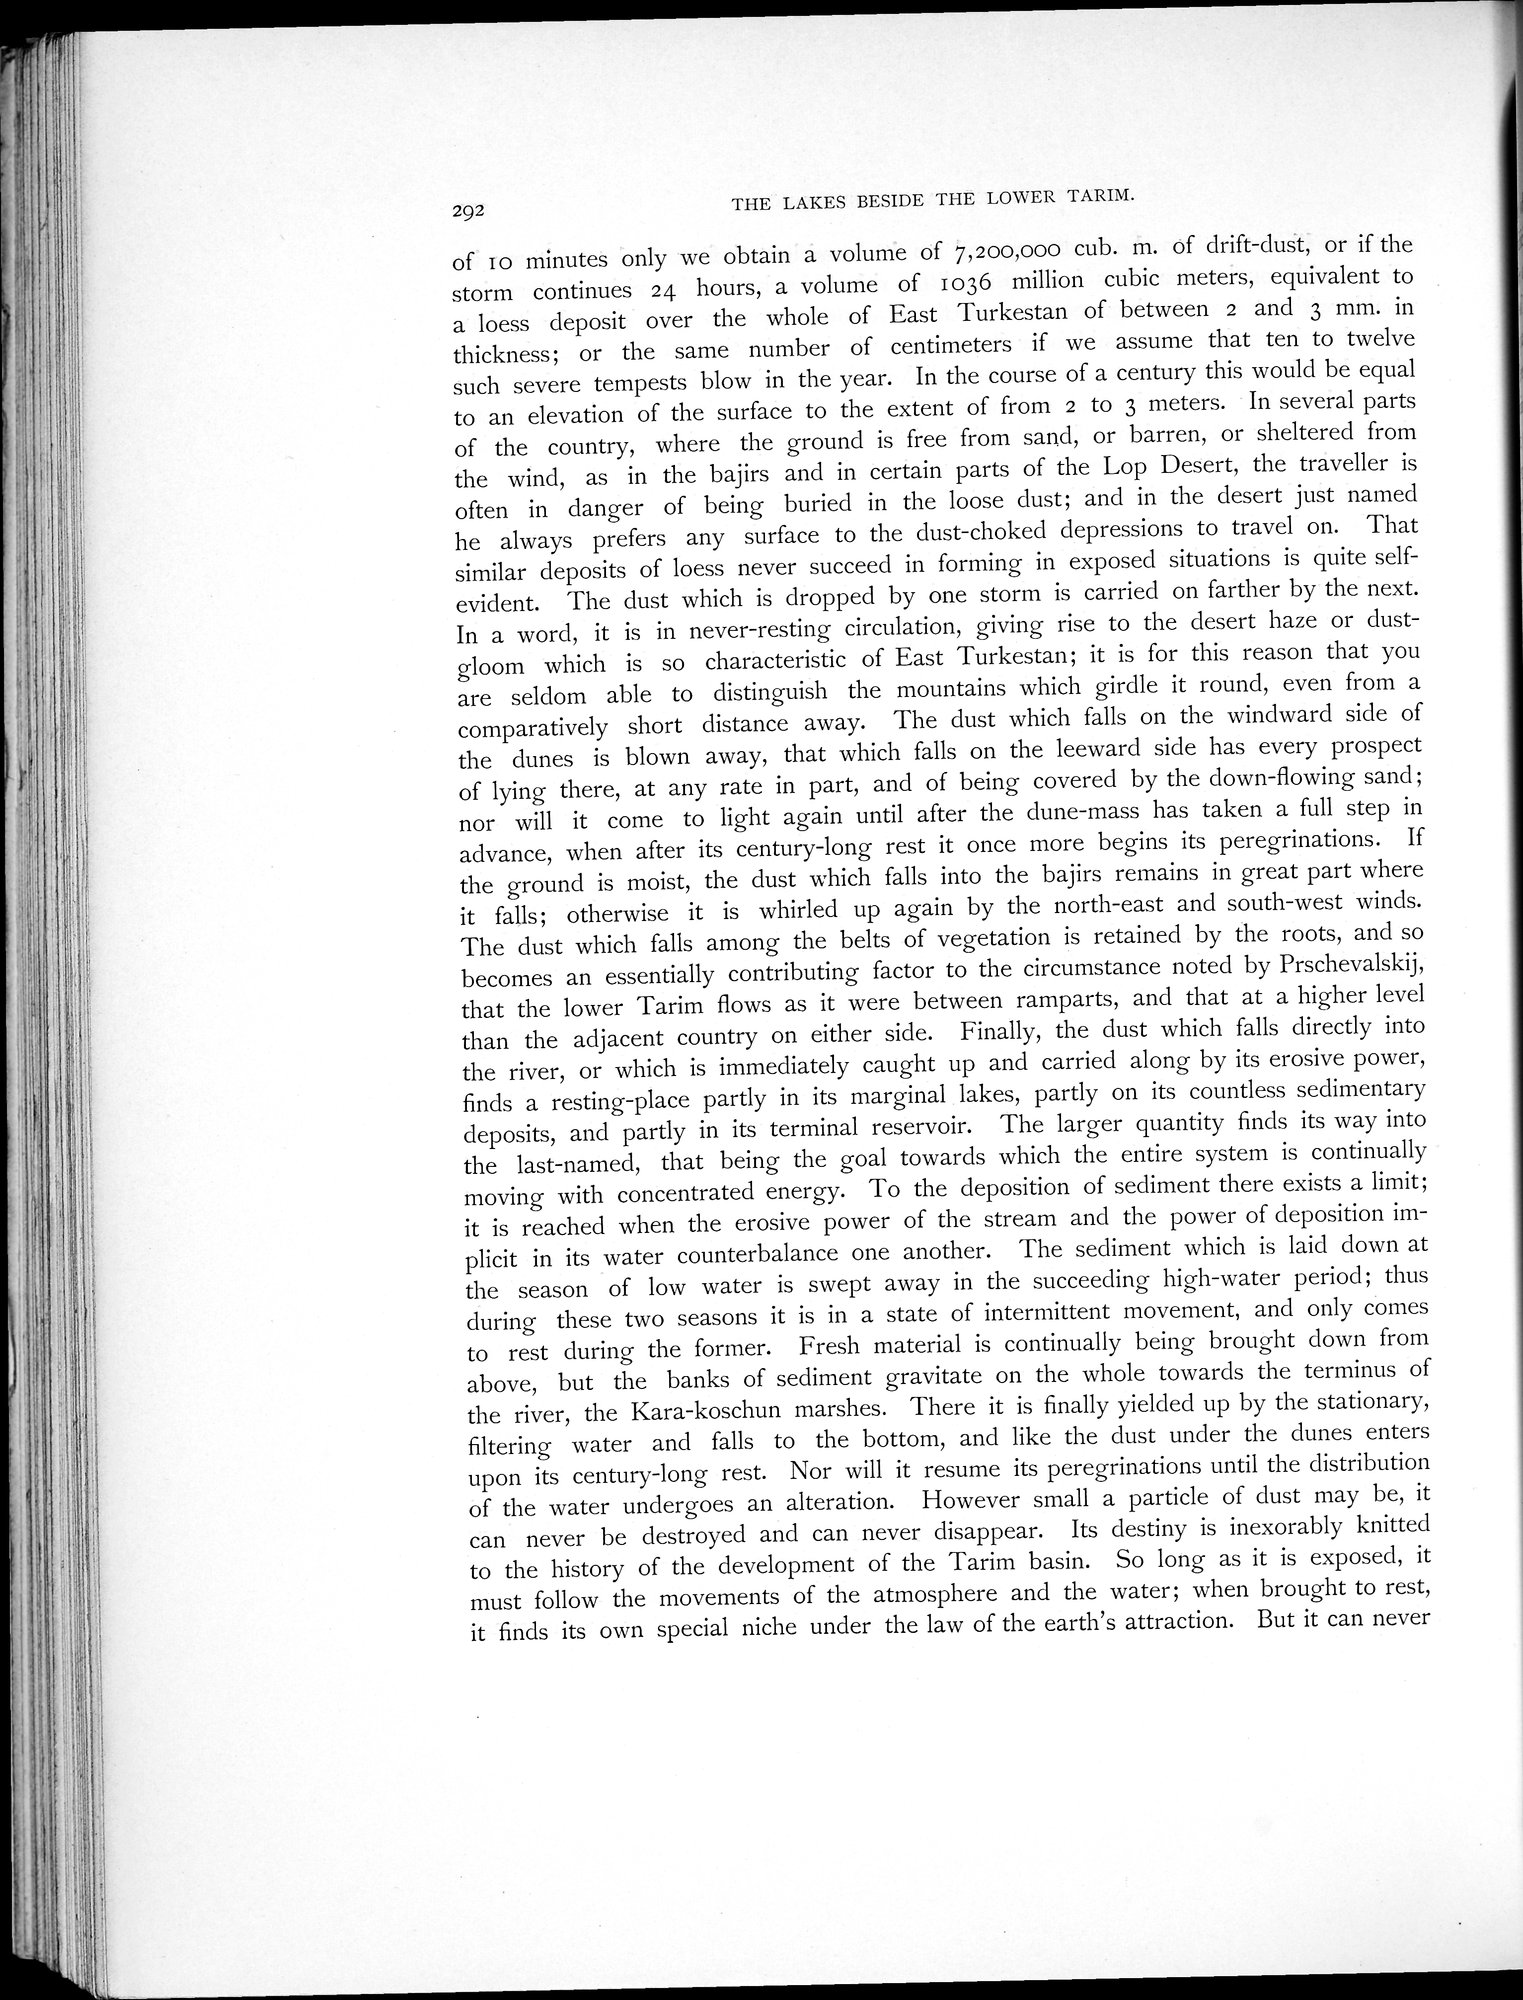 292
THE LAKES BESIDE THE LOWER TARIM.
of 10 minutes only we obtain a volume of 7,200,000 cub. m. of drift-dust, or if the
storm continues 24 hours, a volume of 1036 million cubic meters, equivalent to
a loess deposit over the whole of East Turkestan of between 2 and 3 mm. in
thickness; or the same number of centimeters if we assume that ten to twelve
such severe tempests blow in the year. In the course of a century this would be equal
to an elevation of the surface to the extent of from 2 to 3 meters. In several parts
of the country, where the ground is free from sand, or barren, or sheltered from
the wind, as in the bajirs and in certain parts of the Lop Desert, the traveller is
often in danger of being buried in the loose dust; and in the desert just named
he always prefers any surface to the dust-choked depressions to travel on. That
similar deposits of loess never succeed in forming in exposed situations is quite self-
evident. The dust which is dropped by one storm is carried on farther by the next.
In a word, it is in never-resting circulation, giving rise to the desert haze or dust-
gloom which is so characteristic of East Turkestan; it is for this reason that you
are seldom able to distinguish the mountains which girdle it round, even from a
comparatively short distance away. The dust which falls on the windward side of
the dunes is blown away, that which falls on the leeward side has every prospect
of lying there, at any rate in part, and of being covered by the down-flowing sand;
nor will it come to light again until after the dune-mass has taken a full step in
advance, when after its century-long rest it once more begins its peregrinations. If
the ground is moist, the dust which falls into the bajirs remains in great part where
it falls; otherwise it is whirled up again by the north-east and south-west winds.
The dust which falls among the belts of vegetation is retained by the roots, and so
becomes an essentially contributing factor to the circumstance noted by Prschevalskij,
that the lower Tarim flows as it were between ramparts, and that at a higher level
than the adjacent country on either side. Finally, the dust which falls directly into
the river, or which is immediately caught up and carried along by its erosive power,
finds a resting-place partly in its marginal lakes, partly on its countless sedimentary
deposits, and partly in its terminal reservoir. The larger quantity finds its way into
the last-named, that being the goal towards which the entire system is continually
moving with concentrated energy. To the deposition of sediment there exists a limit;
it is reached when the erosive power of the stream and the power of deposition im-
plicit in its water counterbalance one another. The sediment which is laid down at
the season of low water is swept away in the succeeding high-water period; thus
during these two seasons it is in a state of intermittent movement, and only comes
to rest during the former. Fresh material is continually being brought down from
above, but the banks of sediment gravitate on the whole towards the terminus of
the river, the Kara-koschun marshes. There it is finally yielded up by the stationary,
filtering water and falls to the bottom, and like the dust under the dunes enters
upon its century-long rest. Nor will it resume its peregrinations until the distribution
of the water undergoes an alteration. However small a particle of dust may be, it
can never be destroyed and can never disappear. Its destiny is inexorably knitted
to the history of the development of the Tarim basin. So long as it is exposed, it
must follow the movements of the atmosphere and the water; when brought to rest,
it finds its own special niche under the law of the earth's attraction. But it can never